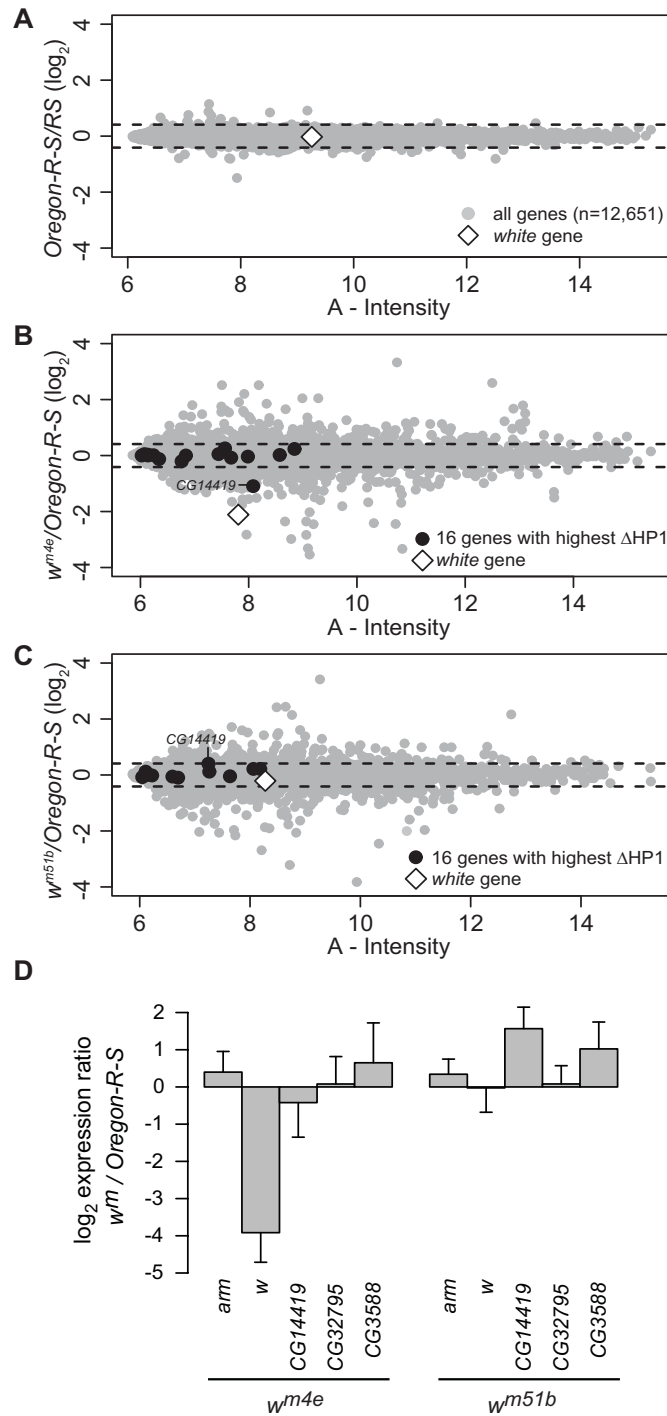 A
Oregon-R-S/RS (log2)
4
2
0
-2
-4
all genes (n=12,651)
white gene
6 8 10 12 14
A - Intensity
B
wm4e/Oregon-R-S (log2)
4
2
0
-2
-4
CG14419
16 genes with highest ΔHP1
white gene
6 8 10 12 14
A - Intensity
C
wm51b/Oregon-R-S (log2)
4
2
0
-2
-4
CG14419
16 genes with highest ΔHP1
white gene
6 8 10 12 14
A - Intensity
D
log2 expression ratio
wm / Oregon-R-S
2
1
0
-1
-2
-3
-4
-5
arm
w
CG14419
CG32795
CG3588
arm
w
CG14419
CG32795
CG3588
wm4e
wm51b